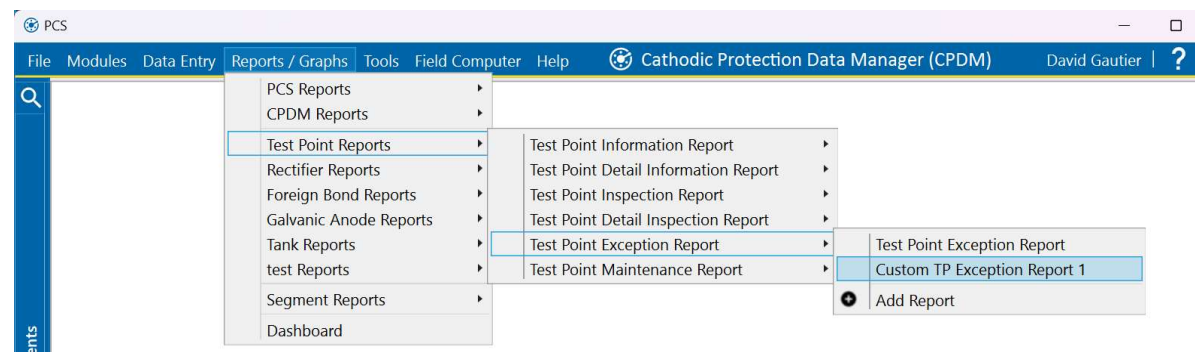 PCS
File Modules Data Entry Reports / Graphs Tools Field Computer Help Cathodic Protection Data Manager (CPDM) David Gautier | ?
PCS Reports
CPDM Reports
Test Point Reports
Rectifier Reports
Foreign Bond Reports
Galvanic Anode Reports
Tank Reports
test Reports
Segment Reports
Dashboard
Test Point Information Report
Test Point Detail Information Report
Test Point Inspection Report
Test Point Detail Inspection Report
Test Point Exception Report
Test Point Maintenance Report
Test Point Exception Report
Custom TP Exception Report 1
Add Report
ents